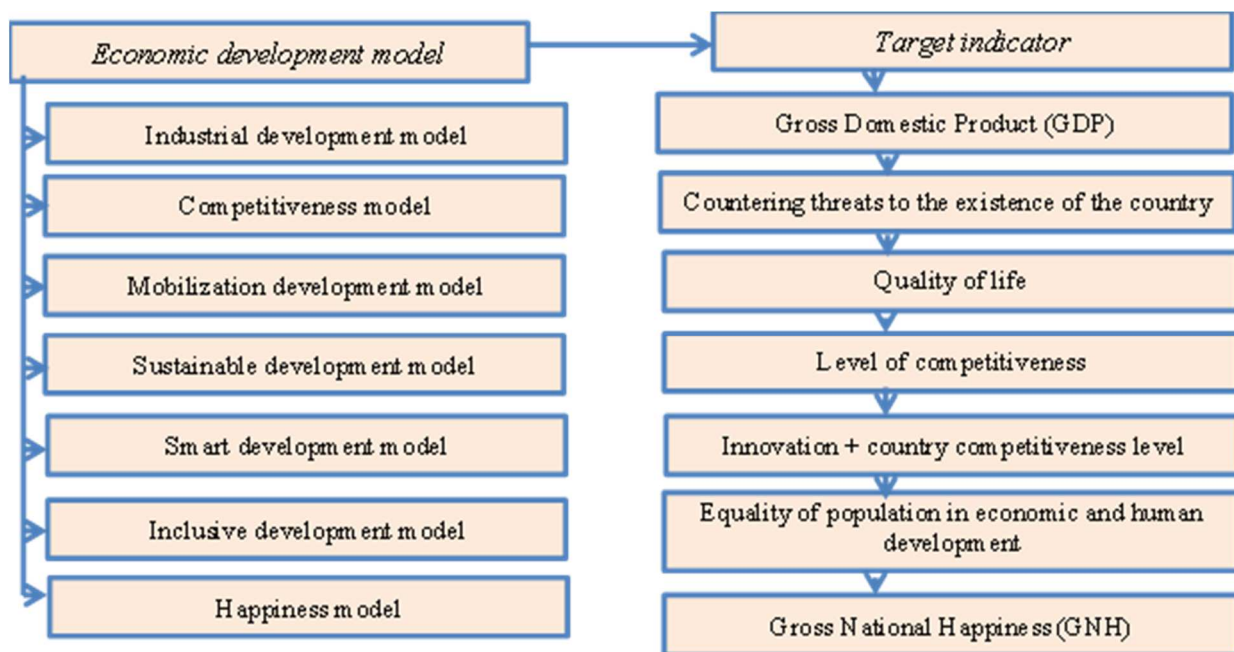 Economic development model
Target indicator
Industrial development model
Competitiveness model
Mobilization development model
Sustainable development model
Smart development model
Inclusive development model
Happiness model
Gross Domestic Product (GDP)
Countering threats to the existence of the country
Quality of life
Level of competitiveness
Innovation + country competitiveness level
Equality of population in economic and human
development
Gross National Happiness (GNH)